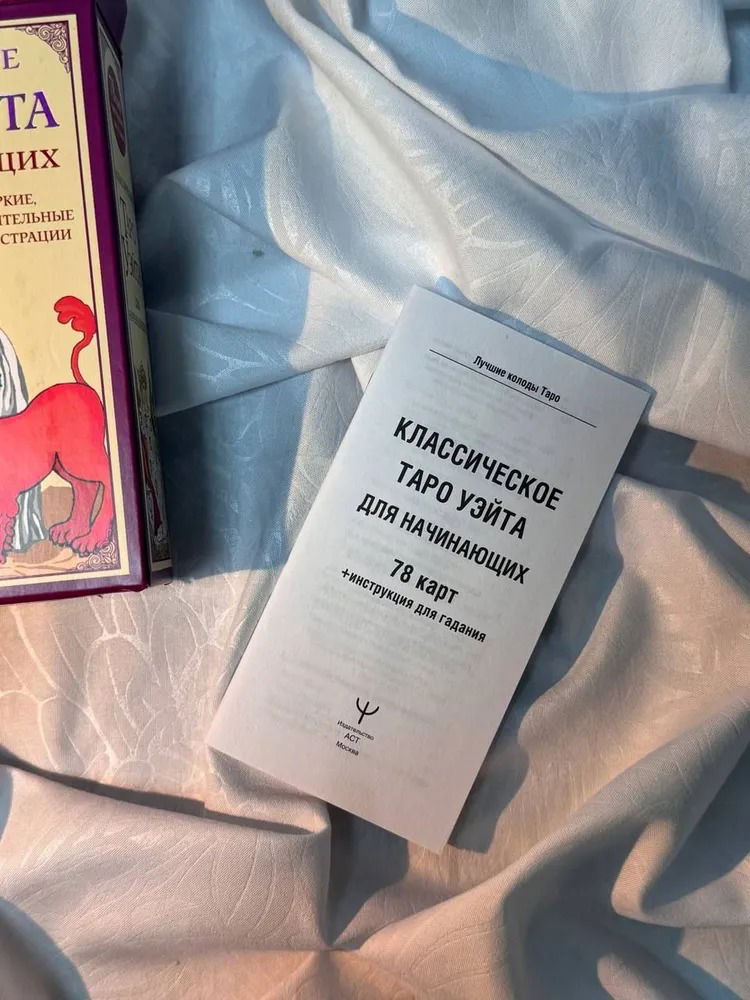 Е
ТА
ЩИХ
РКИЕ,
ИТЕЛЬНЫЕ
СТРАЦИИ
Лучшие колоды Таро
КЛАССИЧЕСКОЕ
ТАРО УЭЙТА
ДЛЯ НАЧИНАЮЩИХ
78 карт
+инструкция для гадания
Издательство
АСТ
Москва